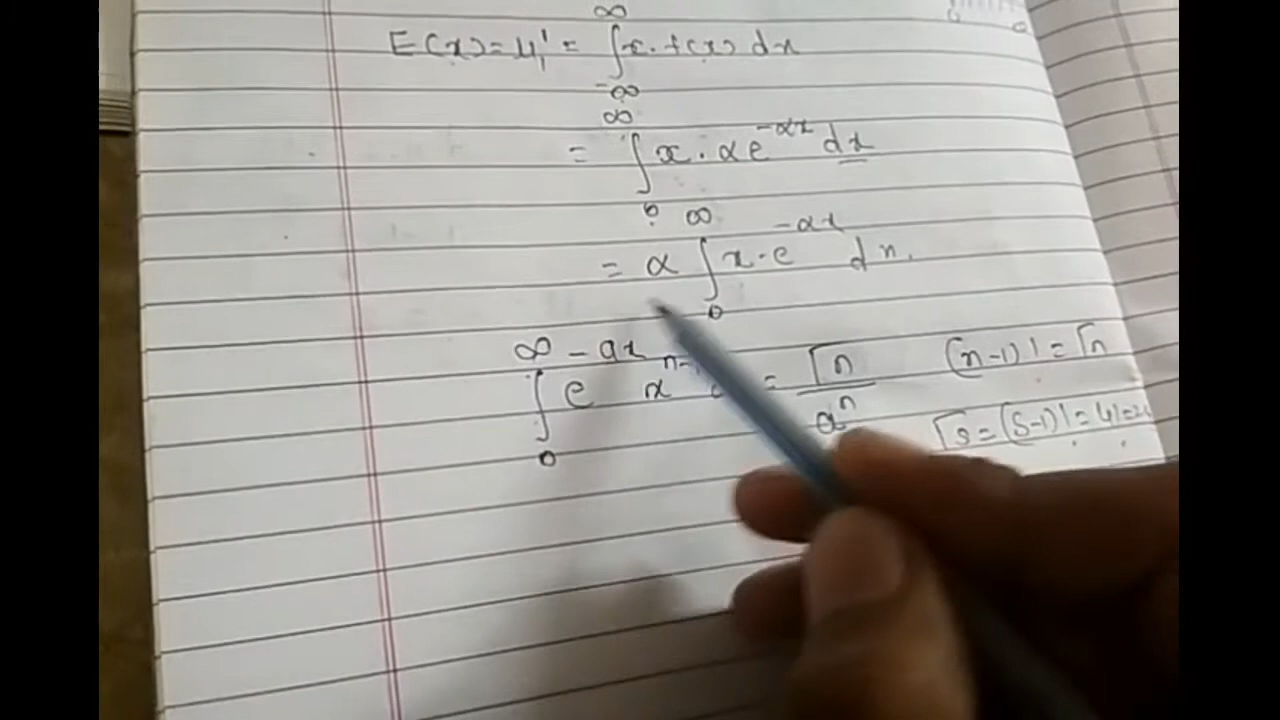 E(x) = μ₁' = ∫_{-∞}^{∞} x. f(x) dx
= ∫_{0}^{∞} x . αe^{-αx} dx
= α ∫_{0}^{∞} x . e^{-αx} dx.
∫_{0}^{∞} e^{-ax} x^{n-1} = Γn / a^n (n-1)! = Γn
Γ5 = (5-1)! = 4! = 24